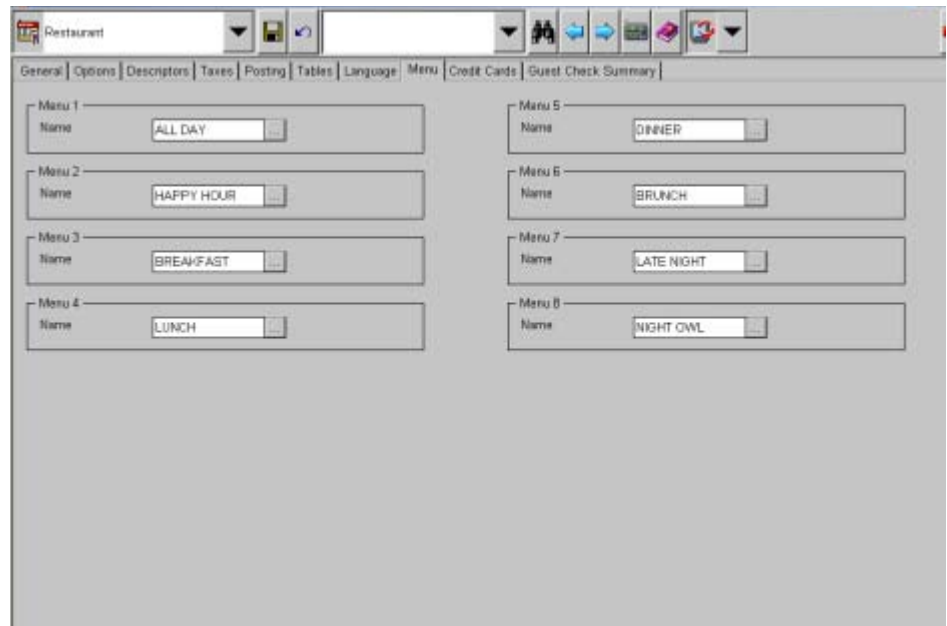 Restaurant
General Options Descriptors Taxes Posting Tables Language Menu Credit Cards Guest Check Summary
Menu 1
Name ALL DAY ...
Menu 2
Name HAPPY HOUR ...
Menu 3
Name BREAKFAST ...
Menu 4
Name LUNCH ...
Menu 5
Name DINNER ...
Menu 6
Name BRUNCH ...
Menu 7
Name LATE NIGHT ...
Menu 8
Name NIGHT OWL ...